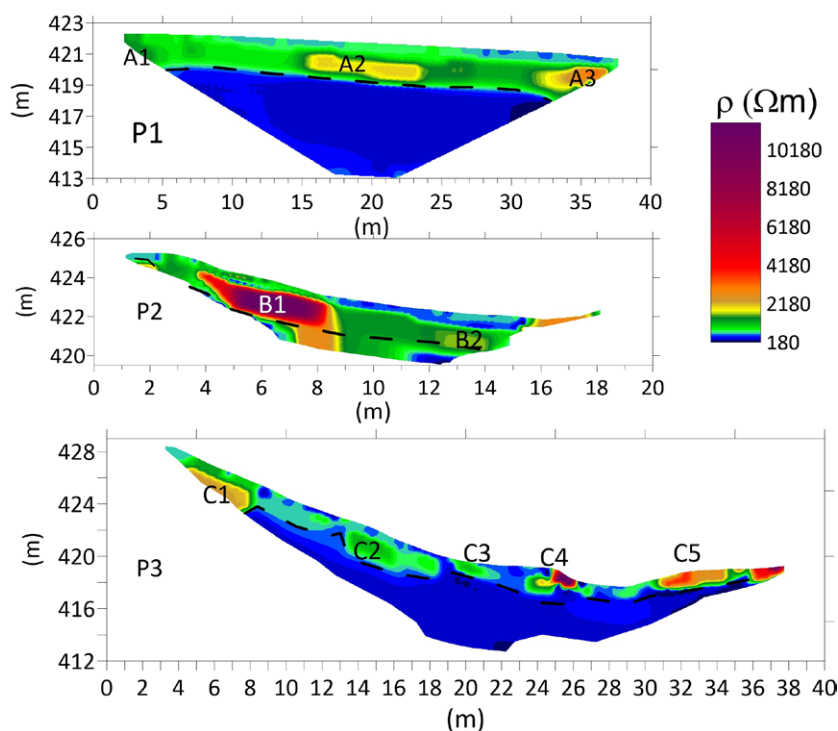 423
421
419
417
415
413
(m)
A1
A2
A3
P1
0 5 10 15 20 25 30 35 40
(m)
ρ (Ωm)
10180
8180
6180
4180
2180
180
426
424
422
420
(m)
P2
B1
B2
0 2 4 6 8 10 12 14 16 18 20
(m)
428
424
420
416
412
(m)
P3
C1
C2
C3
C4
C5
0 2 4 6 8 10 12 14 16 18 20 22 24 26 28 30 32 34 36 38 40
(m)